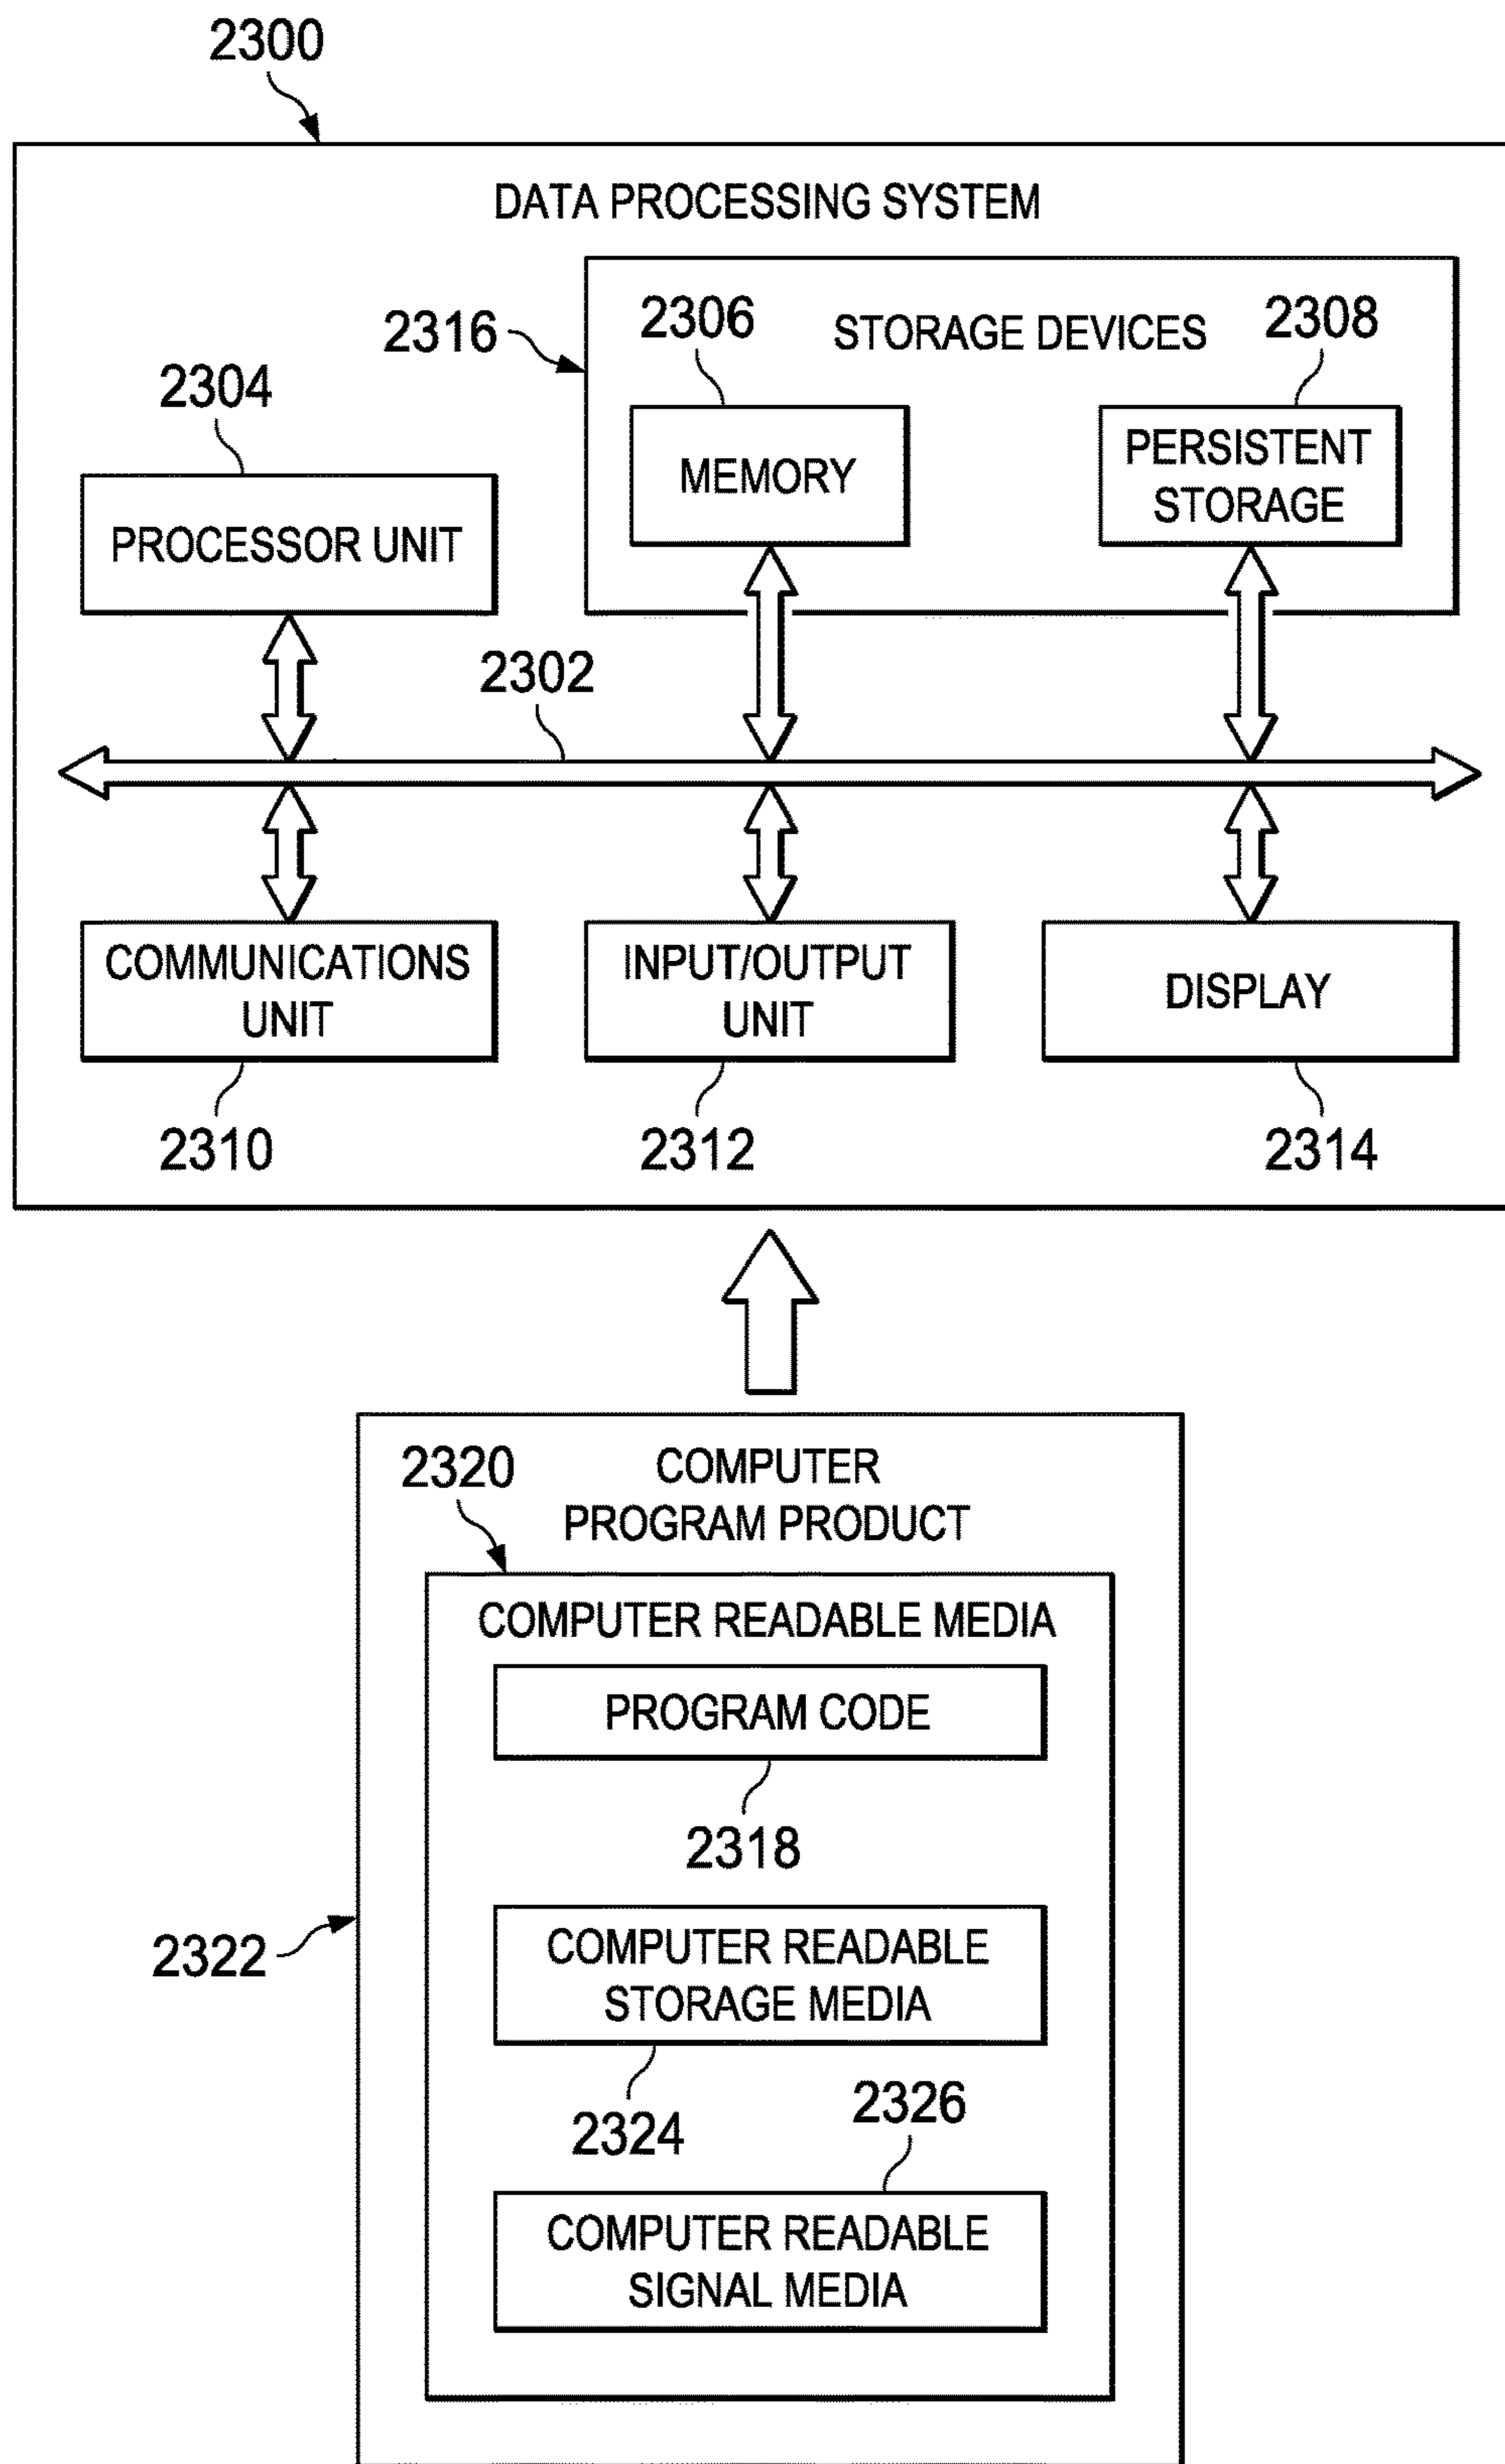 2300
DATA PROCESSING SYSTEM
2316
2306
STORAGE DEVICES
2308
2304
MEMORY
PERSISTENT
STORAGE
PROCESSOR UNIT
2302
COMMUNICATIONS
UNIT
INPUT/OUTPUT
UNIT
DISPLAY
2310
2312
2314
2320
COMPUTER
PROGRAM PRODUCT
COMPUTER READABLE MEDIA
PROGRAM CODE
2318
2322
COMPUTER READABLE
STORAGE MEDIA
2324
2326
COMPUTER READABLE
SIGNAL MEDIA